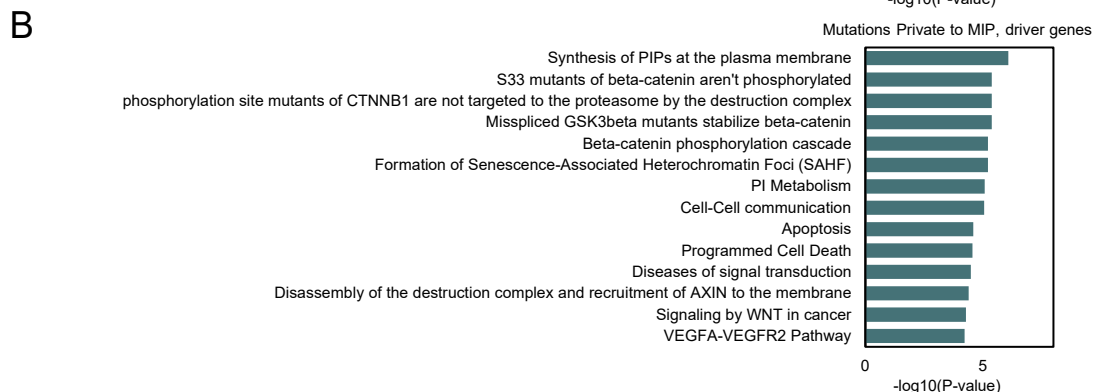 -log10(P-value)
B
Mutations Private to MIP, driver genes
Synthesis of PIPs at the plasma membrane
S33 mutants of beta-catenin aren't phosphorylated
phosphorylation site mutants of CTNNB1 are not targeted to the proteasome by the destruction complex
Misspliced GSK3beta mutants stabilize beta-catenin
Beta-catenin phosphorylation cascade
Formation of Senescence-Associated Heterochromatin Foci (SAHF)
PI Metabolism
Cell-Cell communication
Apoptosis
Programmed Cell Death
Diseases of signal transduction
Disassembly of the destruction complex and recruitment of AXIN to the membrane
Signaling by WNT in cancer
VEGFA-VEGFR2 Pathway
0 5
-log10(P-value)